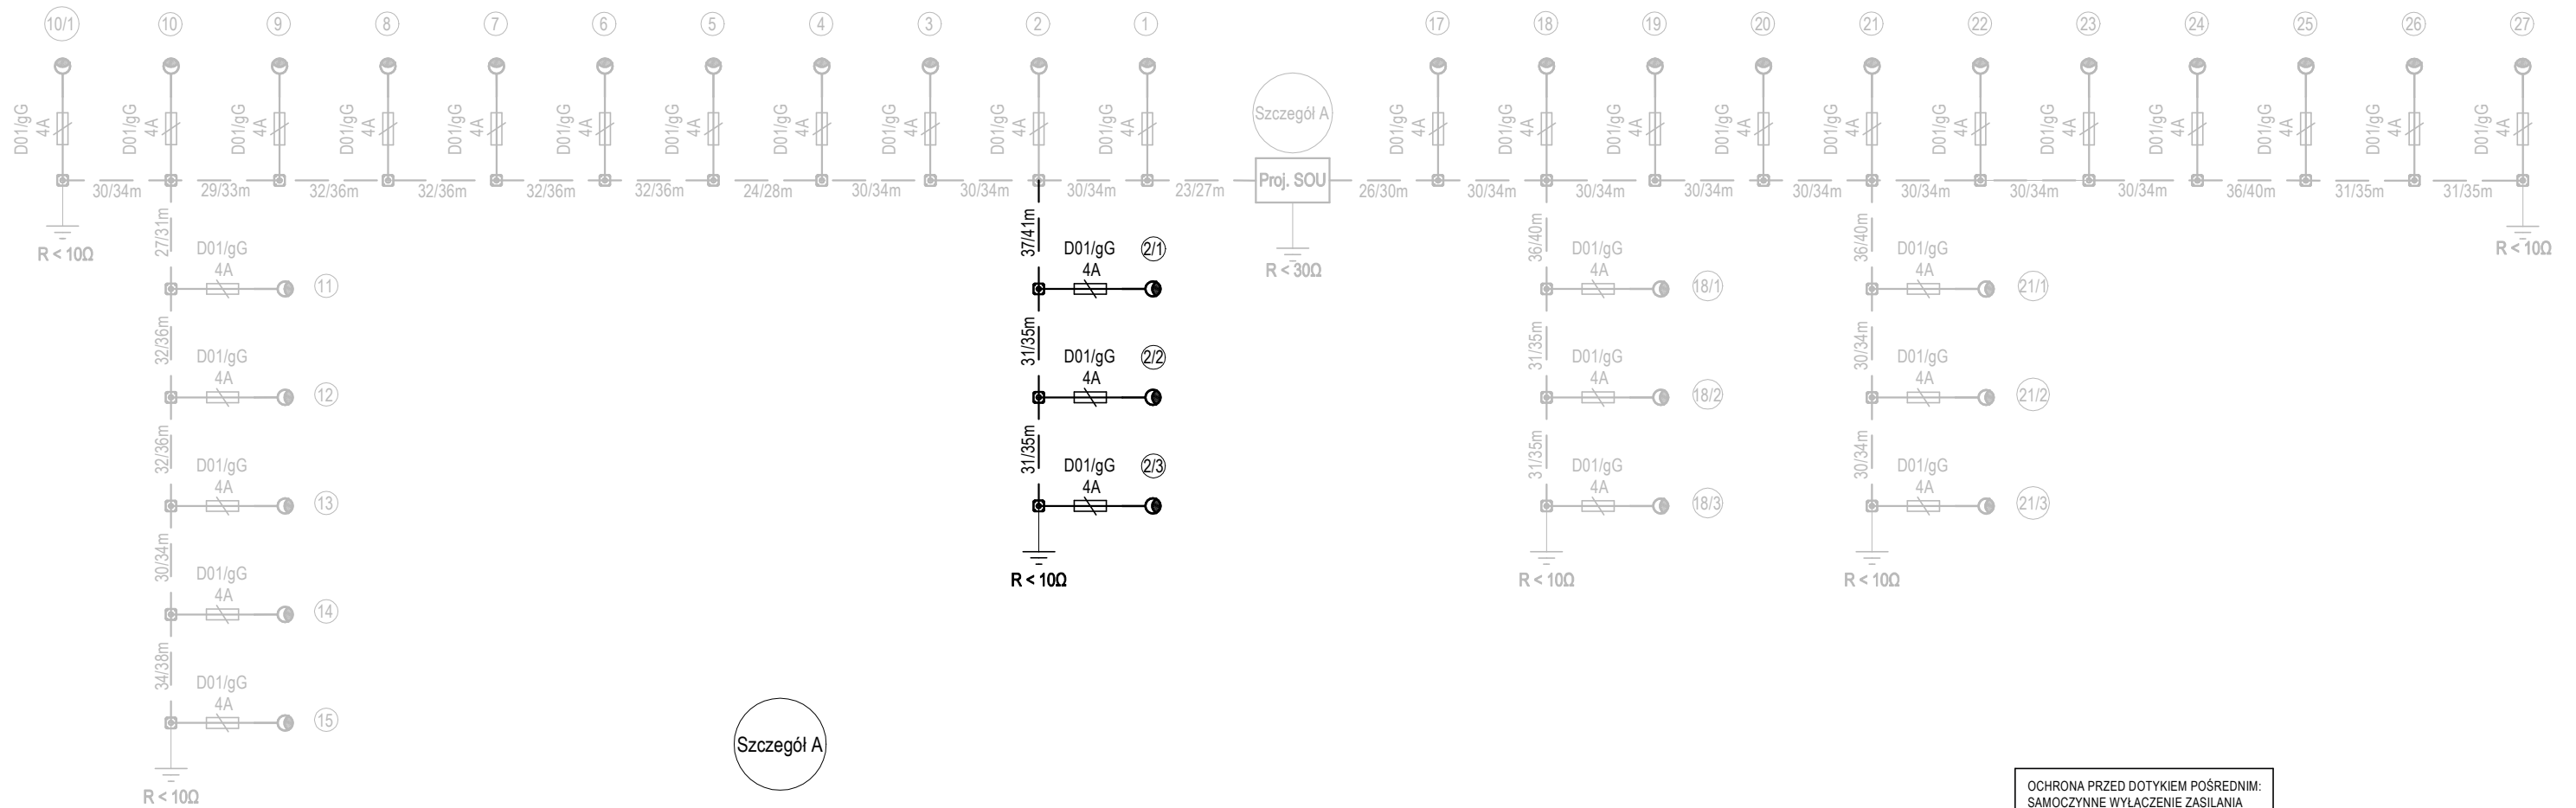 10/1 10 9 8 7 6 5 4 3 2 1 17 18 19 20 21 22 23 24 25 26 27
Szczegół A
D01/gG 4A D01/gG 4A D01/gG 4A D01/gG 4A D01/gG 4A D01/gG 4A D01/gG 4A D01/gG 4A D01/gG 4A D01/gG 4A D01/gG 4A D01/gG 4A D01/gG 4A D01/gG 4A D01/gG 4A D01/gG 4A D01/gG 4A D01/gG 4A D01/gG 4A D01/gG 4A D01/gG 4A D01/gG 4A
Proj. SOU
30/34m 29/33m 32/36m 32/36m 32/36m 32/36m 24/28m 30/34m 30/34m 30/34m 23/27m 26/30m 30/34m 30/34m 30/34m 30/34m 30/34m 30/34m 30/34m 36/40m 31/35m 31/35m
R < 10Ω
R < 30Ω
R < 10Ω
27/31m
D01/gG
4A
11
32/36m
D01/gG
4A
12
32/36m
D01/gG
4A
13
30/34m
D01/gG
4A
14
34/38m
D01/gG
4A
15
R < 10Ω
37/41m
D01/gG
4A
2/1
31/35m
D01/gG
4A
2/2
31/35m
D01/gG
4A
2/3
R < 10Ω
36/40m
D01/gG
4A
18/1
31/35m
D01/gG
4A
18/2
31/35m
D01/gG
4A
18/3
R < 10Ω
36/40m
D01/gG
4A
21/1
30/34m
D01/gG
4A
21/2
30/34m
D01/gG
4A
21/3
R < 10Ω
Szczegół A
OCHRONA PRZED DOTYKIEM POŚREDNIM:
SAMOCZYNNE WYŁĄCZENIE ZASILANIA